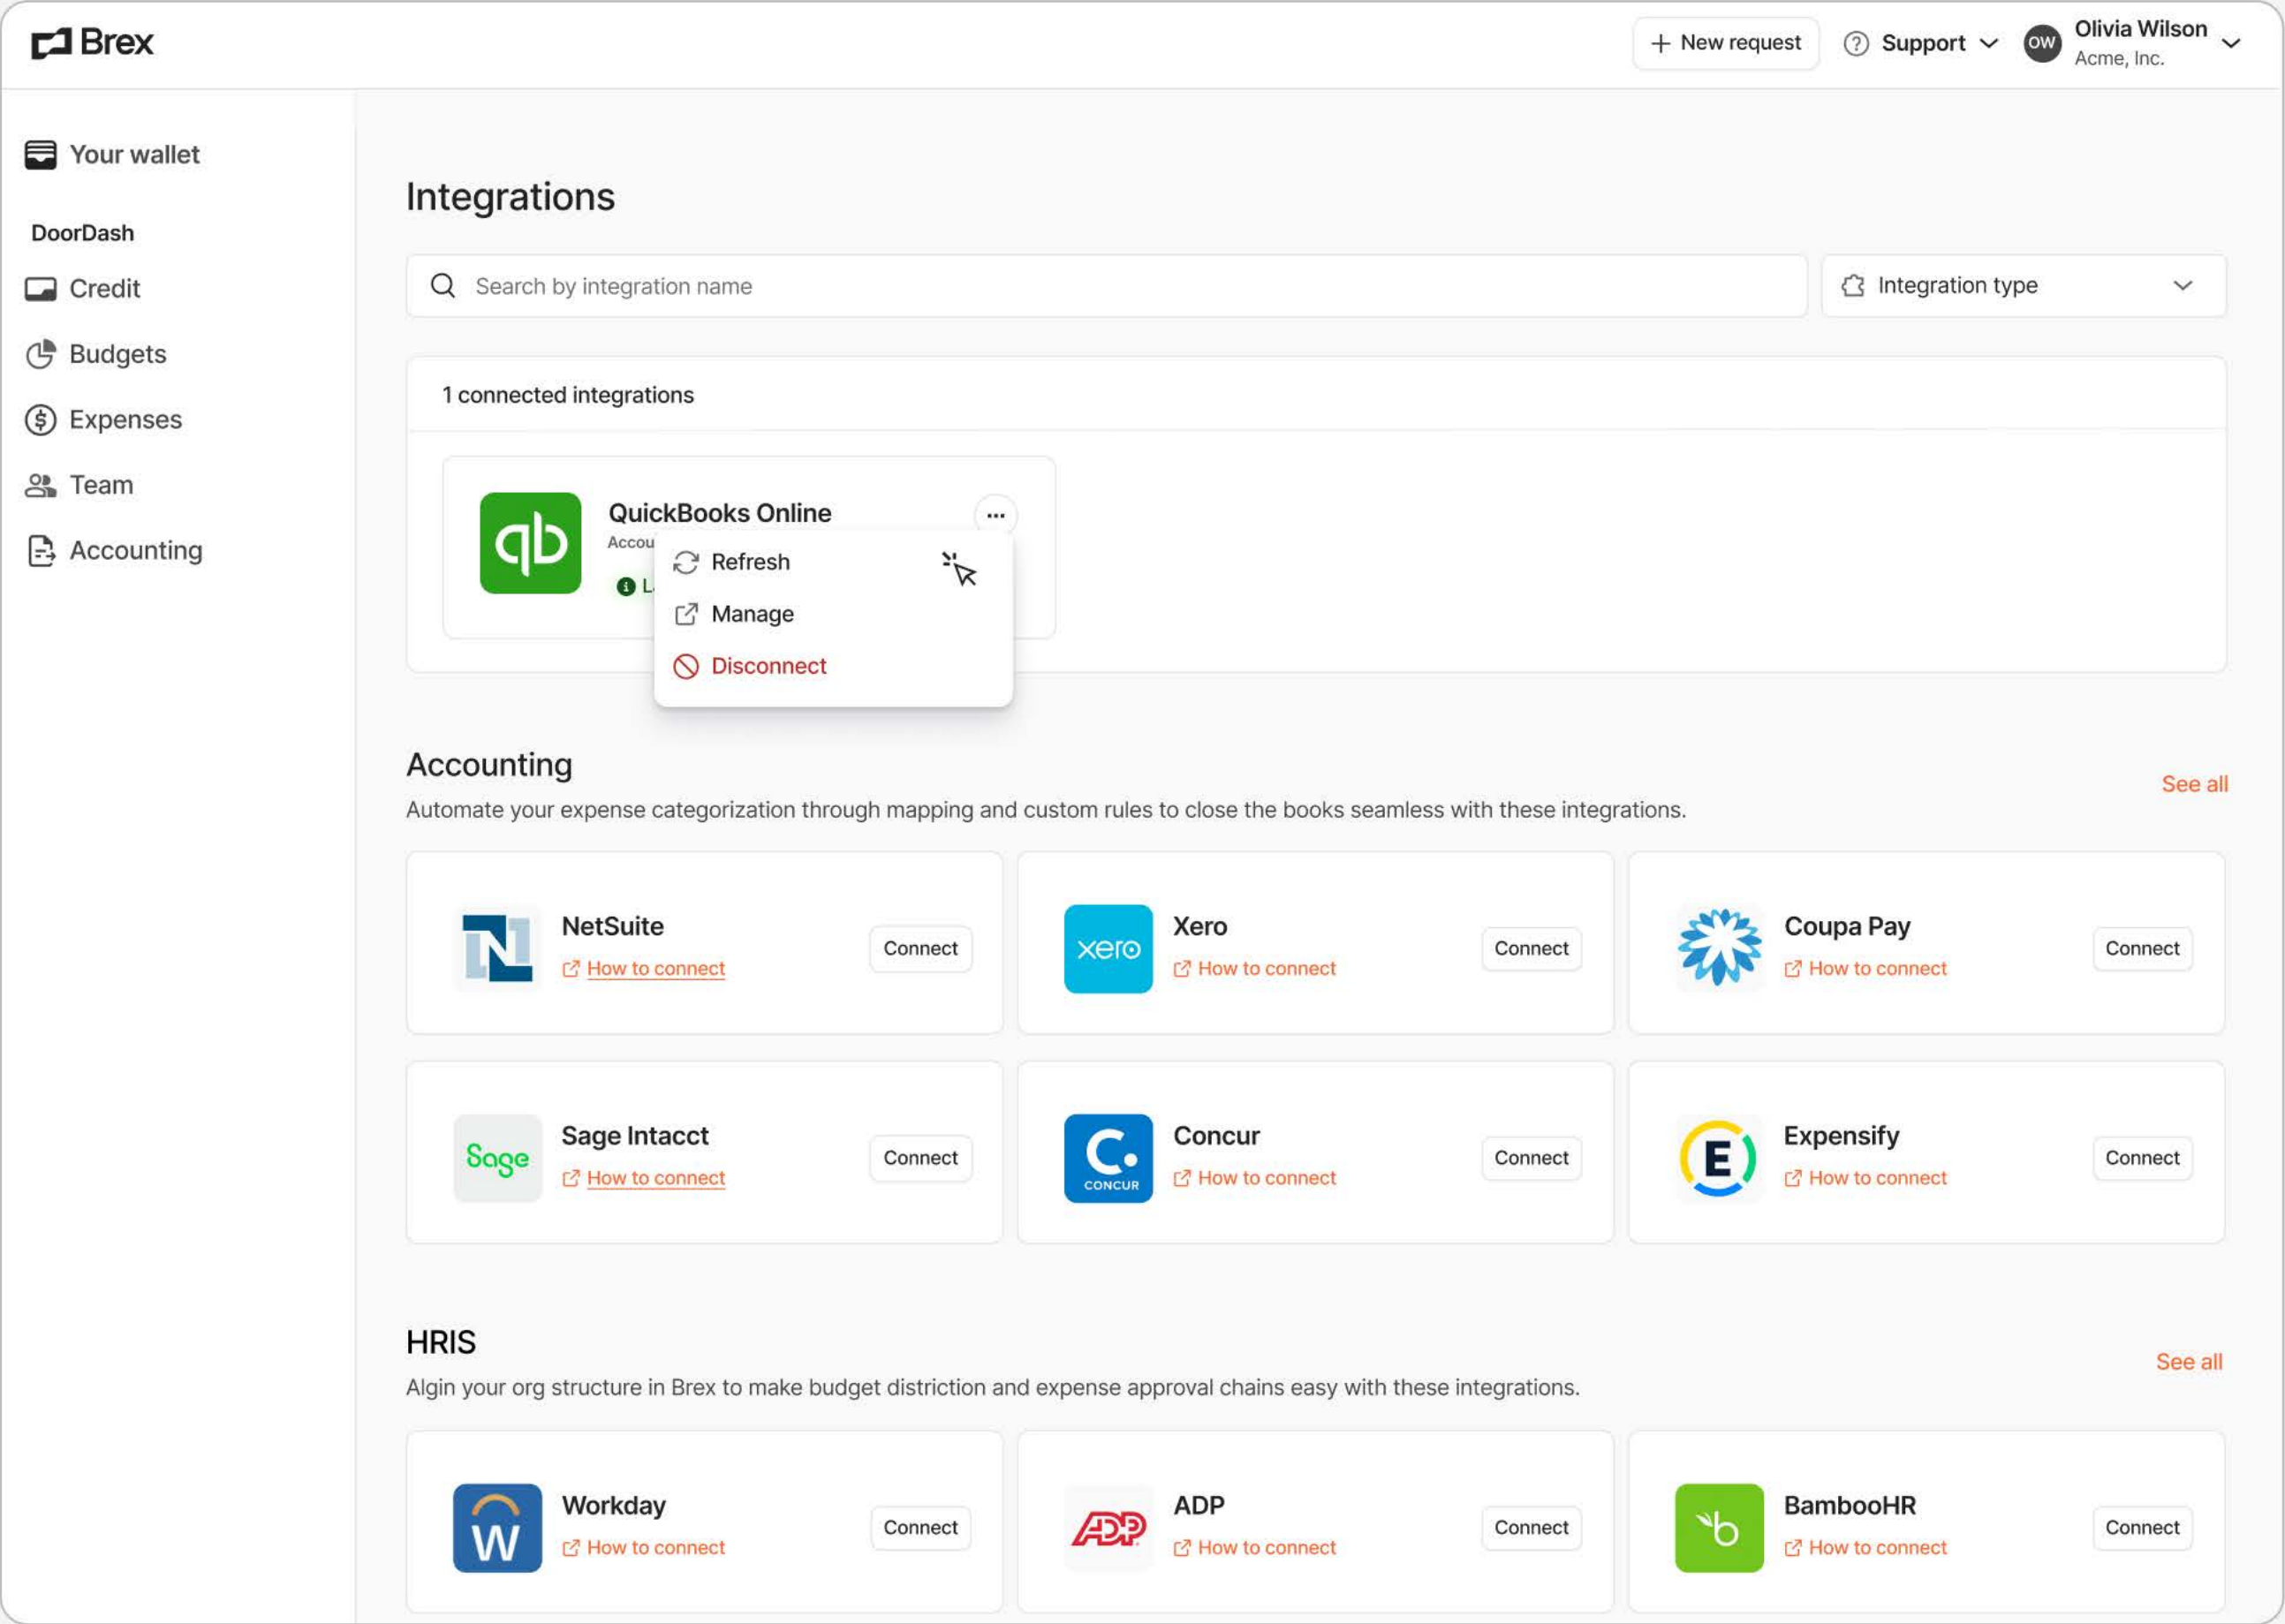 Brex
+ New request
Support
OW
Olivia Wilson
Acme, Inc.
Your wallet
DoorDash
Credit
Budgets
Expenses
Team
Accounting
Integrations
Search by integration name
Integration type
1 connected integrations
qb
QuickBooks Online
Accou
Refresh
Manage
Disconnect
Accounting
See all
Automate your expense categorization through mapping and custom rules to close the books seamless with these integrations.
N
NetSuite
How to connect
Connect
xero
Xero
How to connect
Connect
Coupa Pay
How to connect
Connect
Sage
Sage Intacct
How to connect
Connect
C.
CONCUR
Concur
How to connect
Connect
E
Expensify
How to connect
Connect
HRIS
See all
Algin your org structure in Brex to make budget distriction and expense approval chains easy with these integrations.
W
Workday
How to connect
Connect
ADP
ADP
How to connect
Connect
b
BambooHR
How to connect
Connect